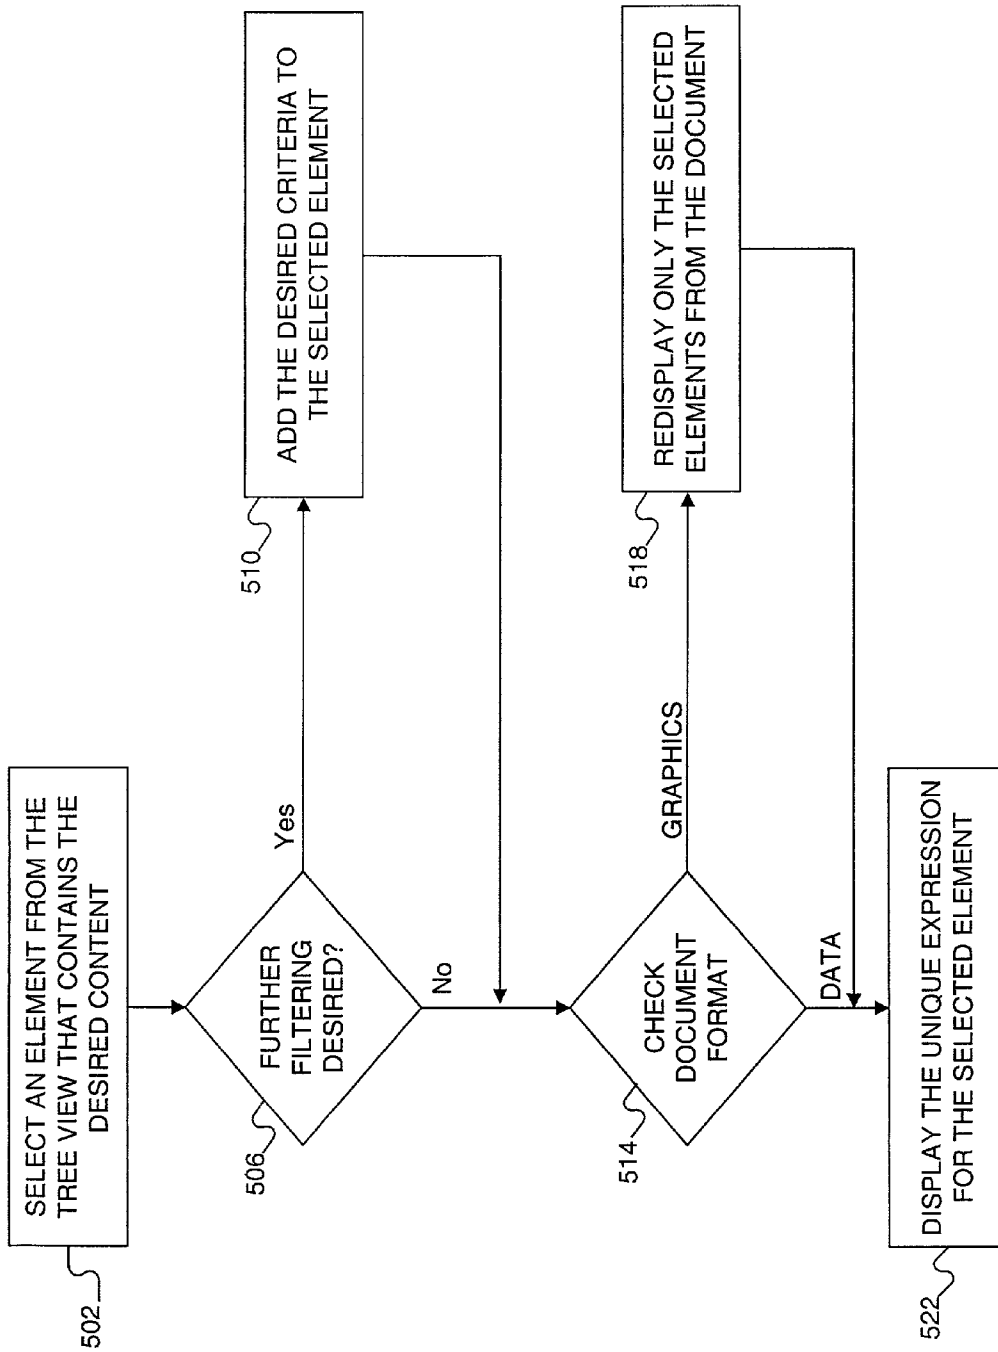 SELECT AN ELEMENT FROM THE
TREE VIEW THAT CONTAINS THE
DESIRED CONTENT
502
FURTHER
FILTERING
DESIRED?
506
Yes
No
ADD THE DESIRED CRITERIA TO
THE SELECTED ELEMENT
510
CHECK
DOCUMENT
FORMAT
514
GRAPHICS
DATA
REDISPLAY ONLY THE SELECTED
ELEMENTS FROM THE DOCUMENT
518
DISPLAY THE UNIQUE EXPRESSION
FOR THE SELECTED ELEMENT
522